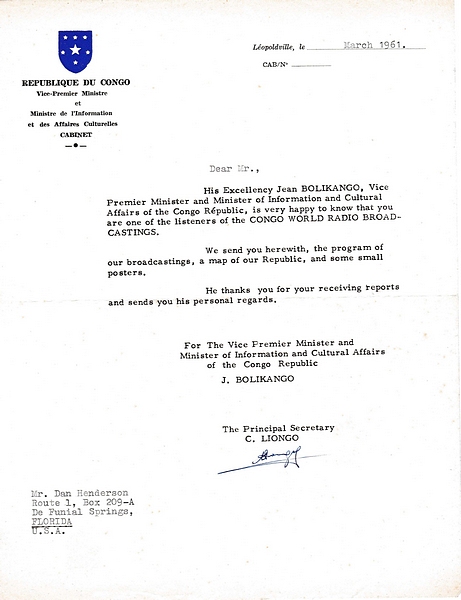 Léopoldville, le March 1961.
CAB/N°
REPUBLIQUE DU CONGO
Vice-Premier Ministre
et
Ministre de l'Information
et des Affaires Culturelles
CABINET
Dear Mr.,
His Excellency Jean BOLIKANGO, Vice
Premier Minister and Minister of Information and Cultural
Affairs of the Congo Républic, is very happy to know that you
are one of the listeners of the CONGO WORLD RADIO BROAD-
CASTINGS.
We send you herewith, the program of
our broadcastings, a map of our Republic, and some small
posters.
He thanks you for your receiving reports
and sends you his personal regards.
For The Vice Premier Minister and
Minister of Information and Cultural Affairs
of the Congo Republic
J. BOLIKANGO
The Principal Secretary
C. LIONGO
Mr. Dan Henderson
Route 1, Box 209-A
De Funial Springs,
FLORIDA
U.S.A.